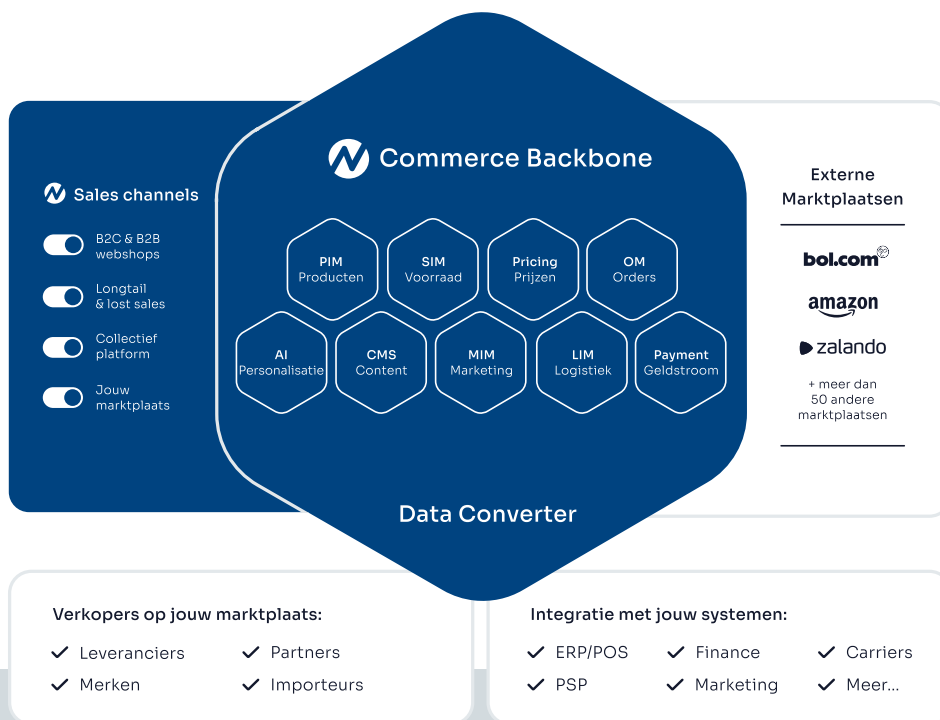 Commerce Backbone
Sales channels
B2C & B2B
webshops
Longtail
& lost sales
Collectief
platform
Jouw
marktplaats
PIM
Producten
SIM
Voorraad
Pricing
Prijzen
OM
Orders
AI
Personalisatie
CMS
Content
MIM
Marketing
LIM
Logistiek
Payment
Geldstroom
Data Converter
Externe
Marktplaatsen
bol.com
amazon
zalando
+ meer dan
50 andere
marktplaatsen
Verkopers op jouw marktplaats:
Leveranciers
Partners
Merken
Importeurs
Integratie met jouw systemen:
ERP/POS
Finance
Carriers
PSP
Marketing
Meer...